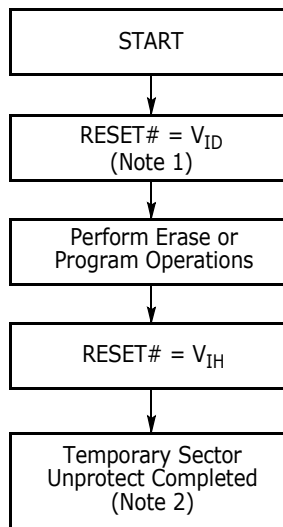 START
RESET# = VID
(Note 1)
Perform Erase or
Program Operations
RESET# = VIH
Temporary Sector
Unprotect Completed
(Note 2)